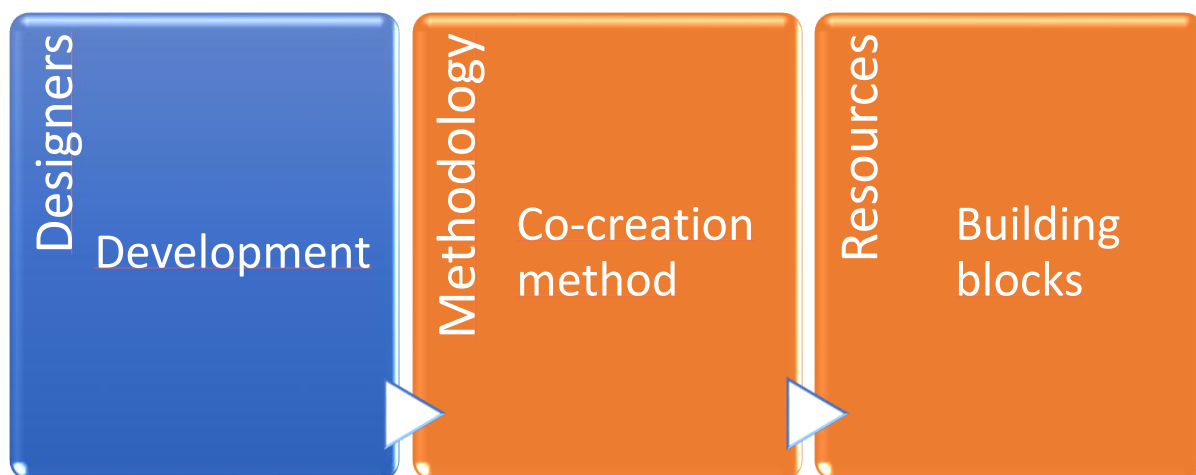 Designers
Development
Methodology
Co-creation
method
Resources
Building
blocks